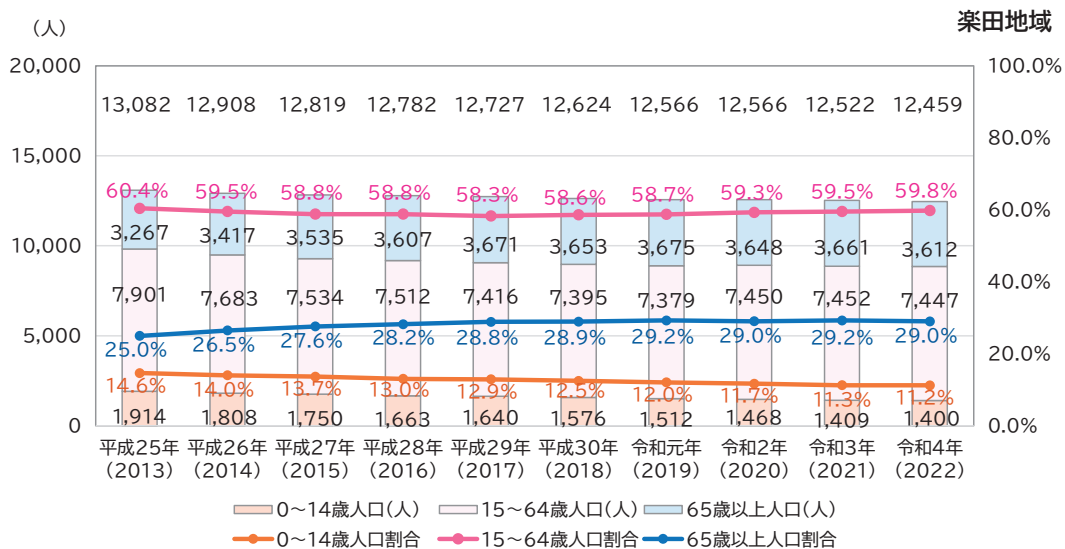 楽田地域
(人)
20,000 100.0%
13,082 12,908 12,819 12,782 12,727 12,624 12,566 12,566 12,522 12,459
80.0%
15,000
60.4% 59.5% 58.8% 58.8% 58.3% 58.6% 58.7% 59.3% 59.5% 59.8%
60.0%
3,267 3,417 3,535 3,607 3,671 3,653 3,675 3,648 3,661 3,612
10,000
40.0%
7,901 7,683 7,534 7,512 7,416 7,395 7,379 7,450 7,452 7,447
5,000
25.0% 26.5% 27.6% 28.2% 28.8% 28.9% 29.2% 29.0% 29.2% 29.0%
20.0%
14.6% 14.0% 13.7% 13.0% 12.9% 12.5% 12.0% 11.7% 11.3% 11.2%
1,914 1,808 1,750 1,663 1,640 1,576 1,512 1,468 1,409 1,400
0 0.0%
平成25年 平成26年 平成27年 平成28年 平成29年 平成30年 令和元年 令和2年 令和3年 令和4年
(2013) (2014) (2015) (2016) (2017) (2018) (2019) (2020) (2021) (2022)
0～14歳人口(人) 15～64歳人口(人) 65歳以上人口(人)
0～14歳人口割合 15～64歳人口割合 65歳以上人口割合